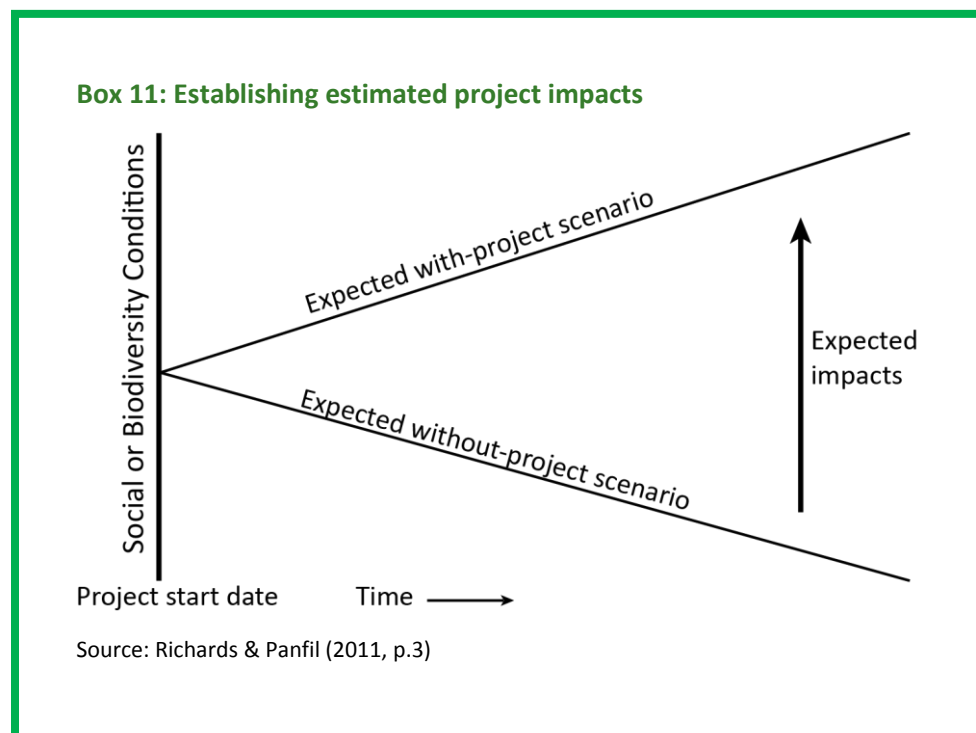 Box 11: Establishing estimated project impacts
Social or Biodiversity Conditions
Expected with-project scenario
Expected without-project scenario
Expected
impacts
Project start date
Time
Source: Richards & Panfil (2011, p.3)